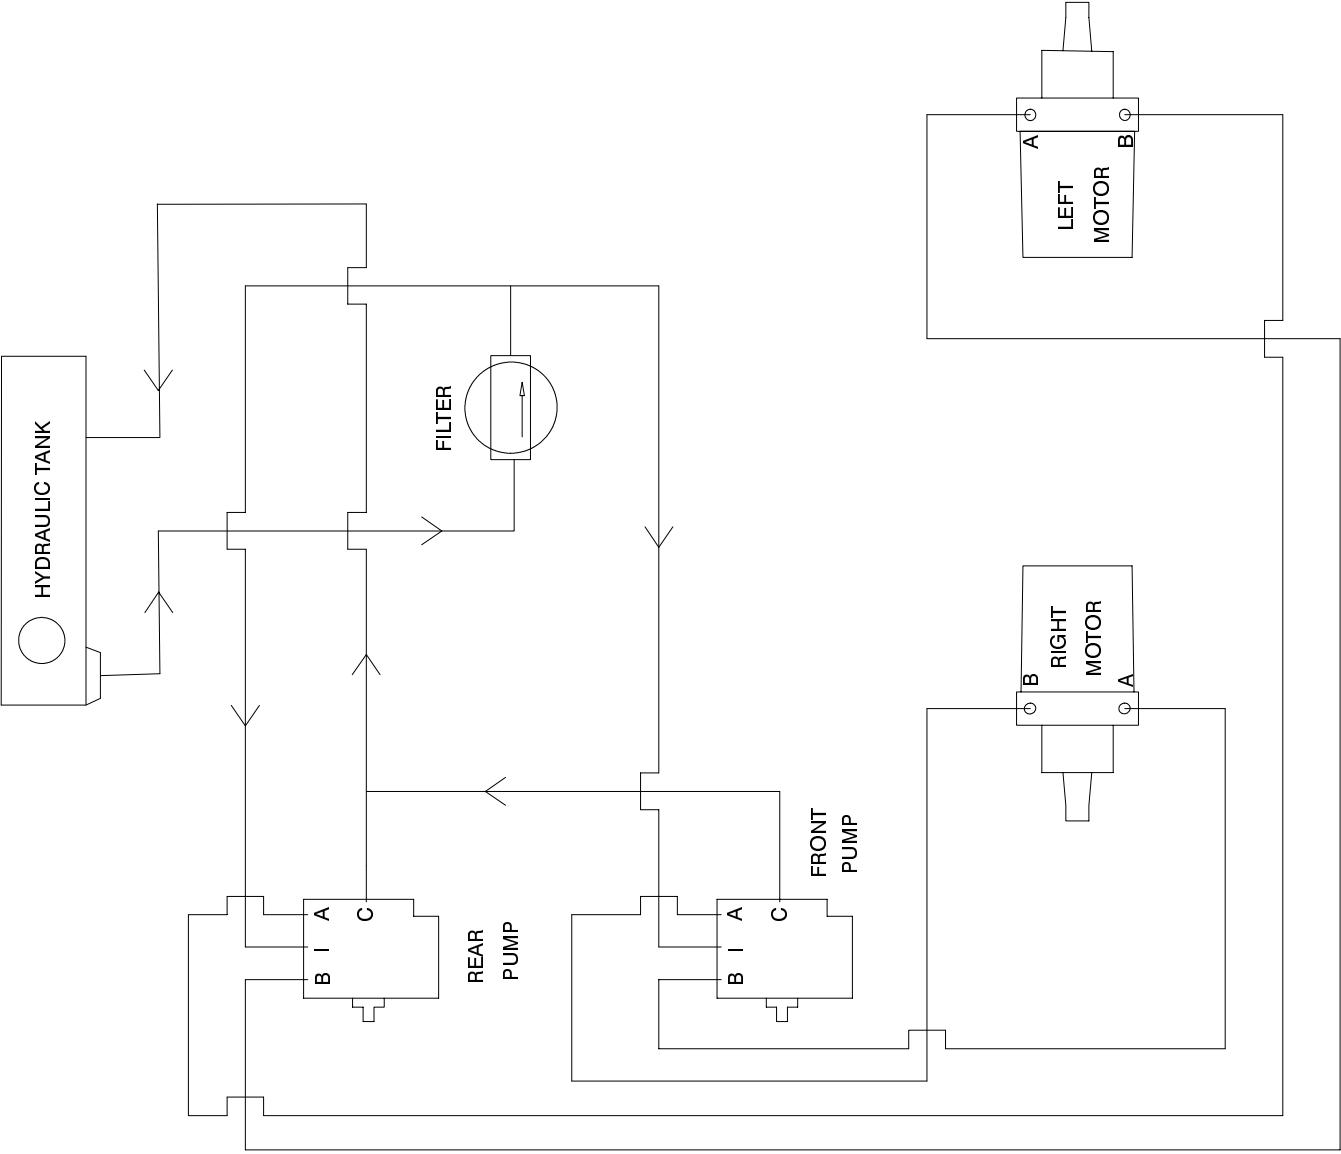 HYDRAULIC TANK
FILTER
A
B
LEFT
MOTOR
B
A
RIGHT
MOTOR
A
I
B
C
REAR
PUMP
A
I
B
C
FRONT
PUMP